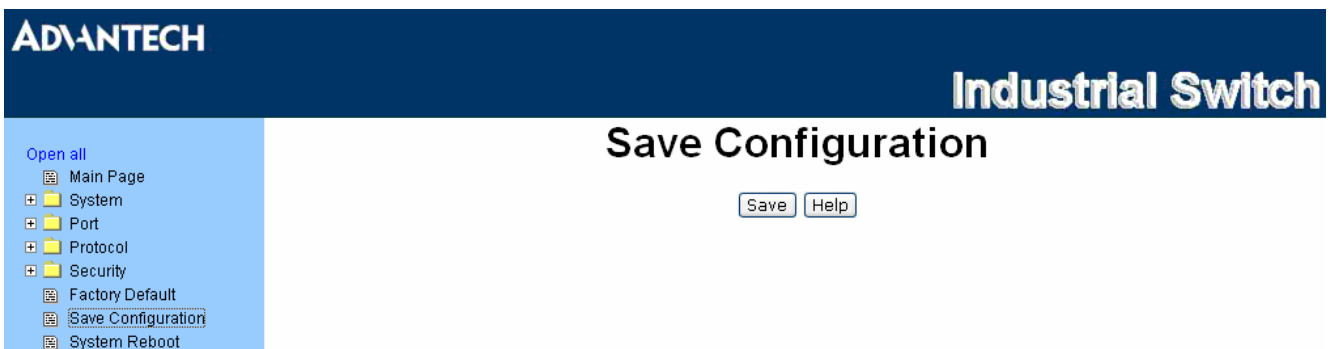 ADVANTECH
Industrial Switch
Open all
Main Page
System
Port
Protocol
Security
Factory Default
Save Configuration
System Reboot
Save Configuration
Save Help